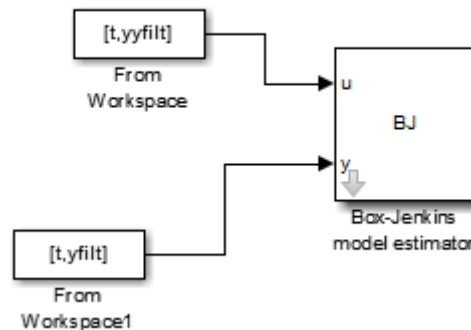 [t,yyfilt]
From
Workspace
u
BJ
y
Box-Jenkins
model estimator
[t,yfilt]
From
Workspace1